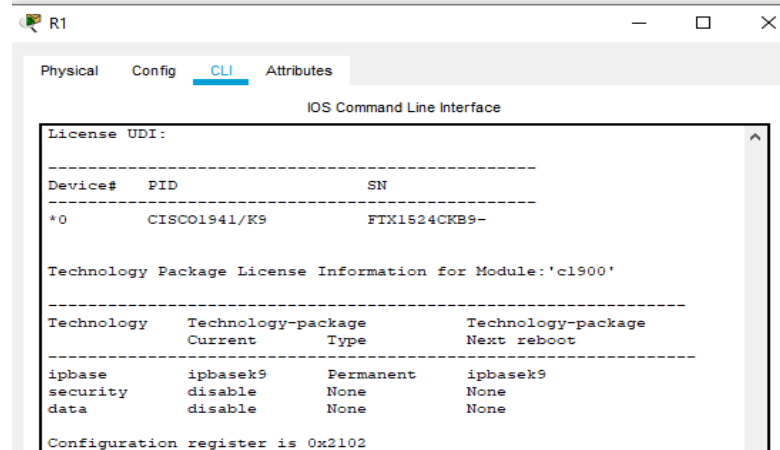 R1
Physical Config CLI Attributes
IOS Command Line Interface
License UDI:
-------------------------------------------------
Device# PID SN
-------------------------------------------------
*0 CISCO1941/K9 FTX1524CKB9-
Technology Package License Information for Module:'c1900'
----------------------------------------------------------------
Technology Technology-package Technology-package
Current Type Next reboot
-----------------------------------------------------------------
ipbase ipbasek9 Permanent ipbasek9
security disable None None
data disable None None
Configuration register is 0x2102